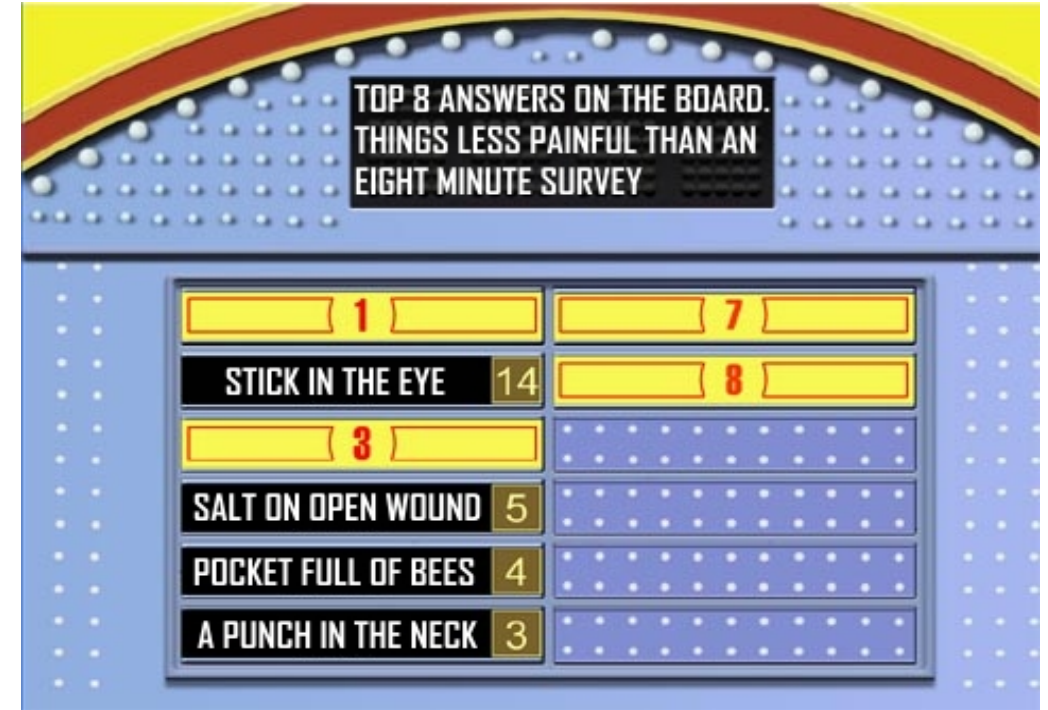 TOP 8 ANSWERS ON THE BOARD.
THINGS LESS PAINFUL THAN AN
EIGHT MINUTE SURVEY
1
STICK IN THE EYE 14
3
SALT ON OPEN WOUND 5
POCKET FULL OF BEES 4
A PUNCH IN THE NECK 3
7
8